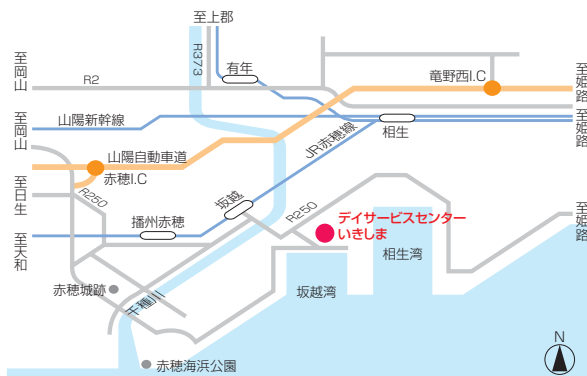 至上郡
R373
有年
竜野西I.C
至岡山
R2
至姫路
至岡山
山陽新幹線
相生
至姫路
JR赤穂線
山陽自動車道
赤穂I.C
至日生
R250
坂越
R250
播州赤穂
至天和
デイサービスセンター
いきしま
至姫路
相生湾
赤穂城跡
千種川
坂越湾
赤穂海浜公園
N